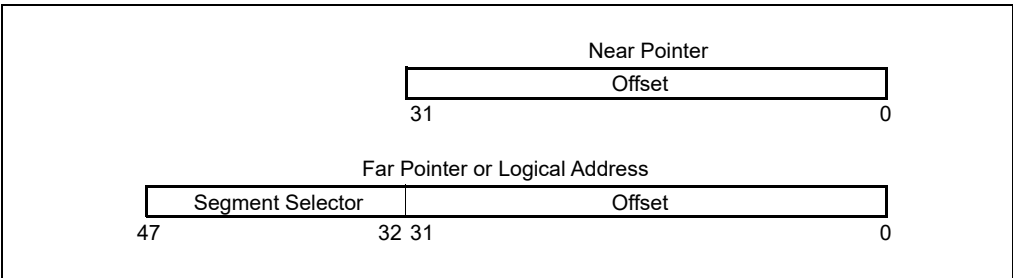 Near Pointer
Offset
31 0
Far Pointer or Logical Address
Segment Selector Offset
47 32 31 0